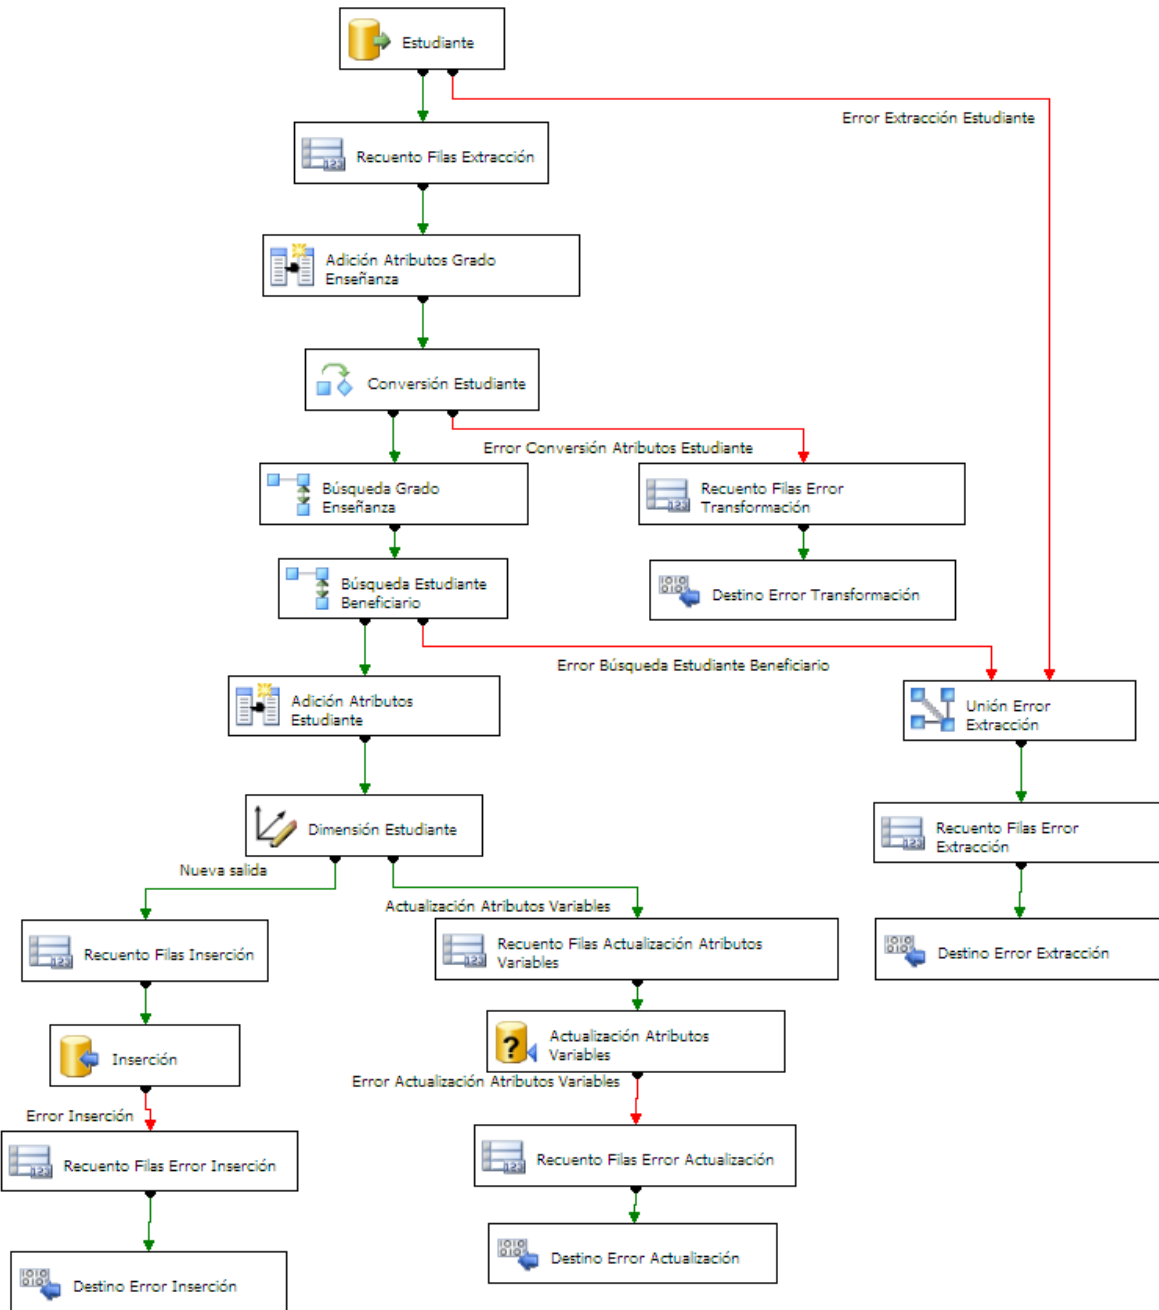 Estudiante
Error Extracción Estudiante
Recuento Filas Extracción
Adición Atributos Grado
Enseñanza
Conversión Estudiante
Error Conversión Atributos Estudiante
Búsqueda Grado
Enseñanza
Recuento Filas Error
Transformación
Búsqueda Estudiante
Beneficiario
Destino Error Transformación
Error Búsqueda Estudiante Beneficiario
Adición Atributos
Estudiante
Unión Error
Extracción
Dimensión Estudiante
Recuento Filas Error
Extracción
Nueva salida
Actualización Atributos Variables
Recuento Filas Inserción
Recuento Filas Actualización Atributos
Variables
Destino Error Extracción
Inserción
Actualización Atributos
Variables
Error Actualización Atributos Variables
Error Inserción
Recuento Filas Error Inserción
Recuento Filas Error Actualización
Destino Error Inserción
Destino Error Actualización